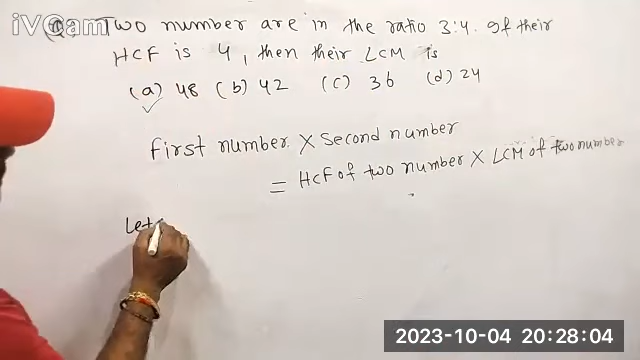 iVCam
Two number are in the ratio 3:4. If their
HCF is 4, then their LCM is
(a) 48 (b) 42 (c) 36 (d) 24
First number × Second number
= HCF of two number × LCM of two number
Let
2023-10-04 20:28:04